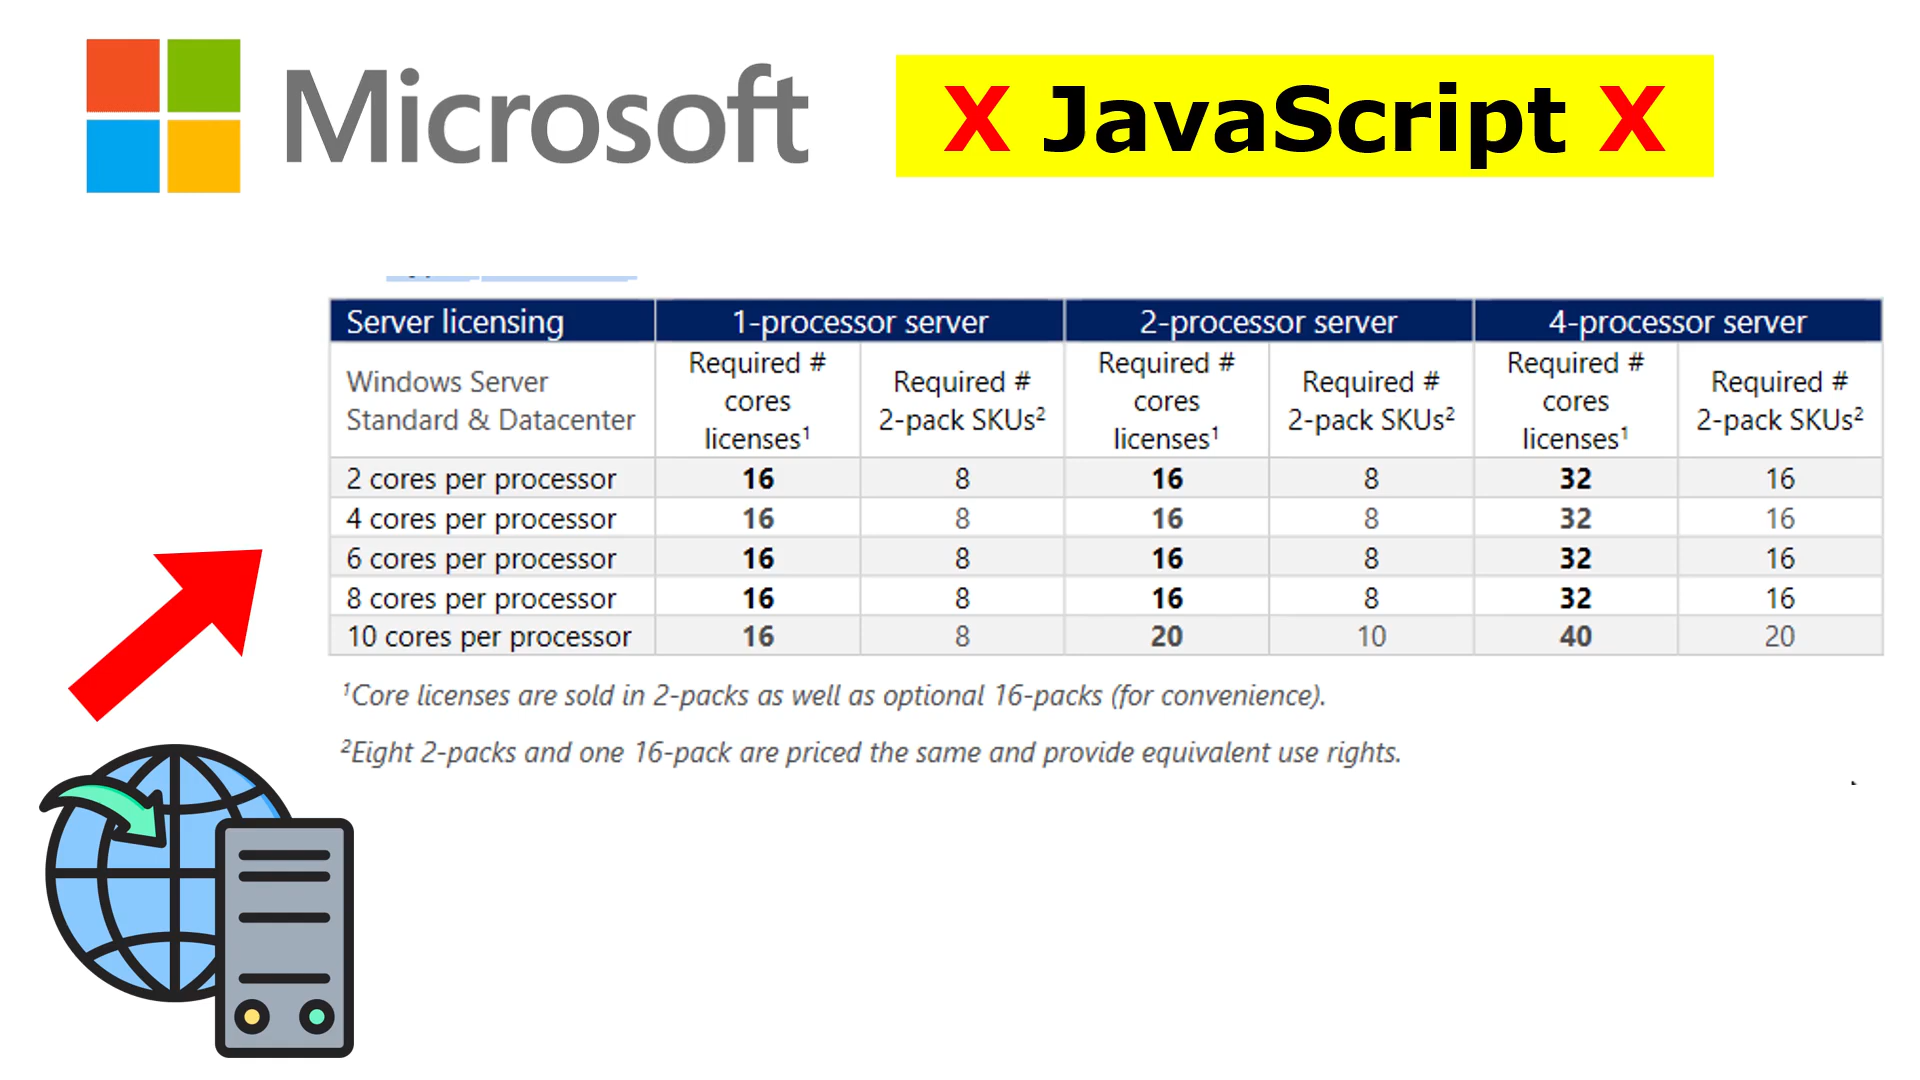 Microsoft
X JavaScript X
Server licensing 1-processor server 2-processor server 4-processor server
Windows Server
Standard & Datacenter
Required #
cores
licenses¹
Required #
2-pack SKUs²
Required #
cores
licenses¹
Required #
2-pack SKUs²
Required #
cores
licenses¹
Required #
2-pack SKUs²
2 cores per processor 16 8 16 8 32 16
4 cores per processor 16 8 16 8 32 16
6 cores per processor 16 8 16 8 32 16
8 cores per processor 16 8 16 8 32 16
10 cores per processor 16 8 20 10 40 20
¹Core licenses are sold in 2-packs as well as optional 16-packs (for convenience).
²Eight 2-packs and one 16-pack are priced the same and provide equivalent use rights.